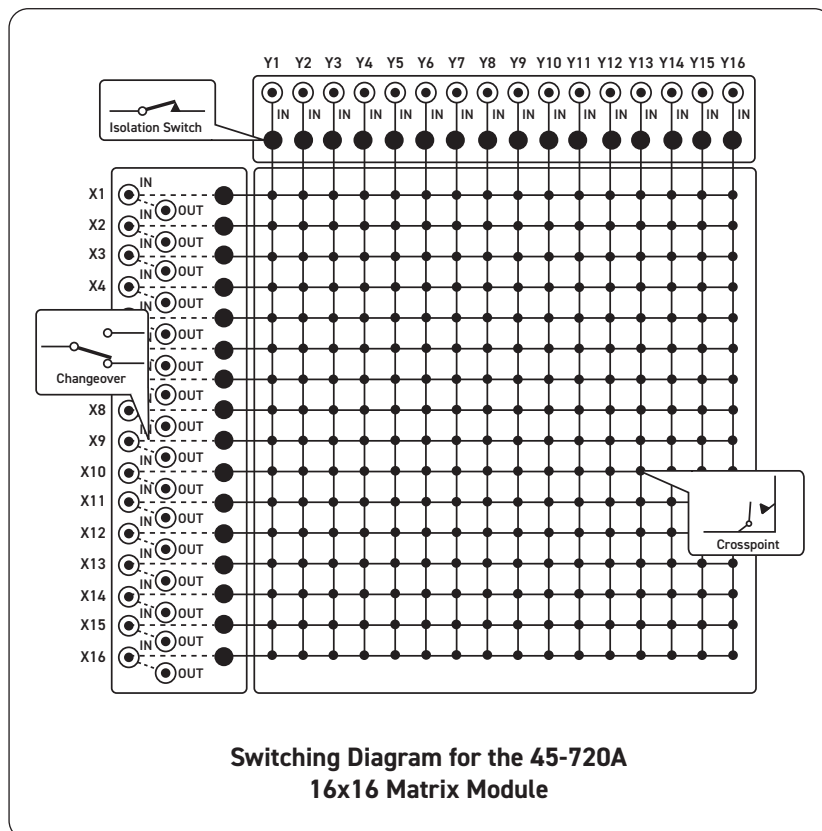 Y1 Y2 Y3 Y4 Y5 Y6 Y7 Y8 Y9 Y10 Y11 Y12 Y13 Y14 Y15 Y16
IN IN IN IN IN IN IN IN IN IN IN IN IN IN IN IN
Isolation Switch
IN
X1
OUT
IN
X2
OUT
IN
X3
OUT
IN
X4
OUT
IN
OUT
OUT
OUT
Changeover
X8
OUT
X9
OUT
IN
X10
OUT
IN
X11
OUT
IN
X12
OUT
IN
X13
OUT
IN
X14
OUT
IN
X15
OUT
IN
X16
OUT
Crosspoint
Switching Diagram for the 45-720A
16x16 Matrix Module